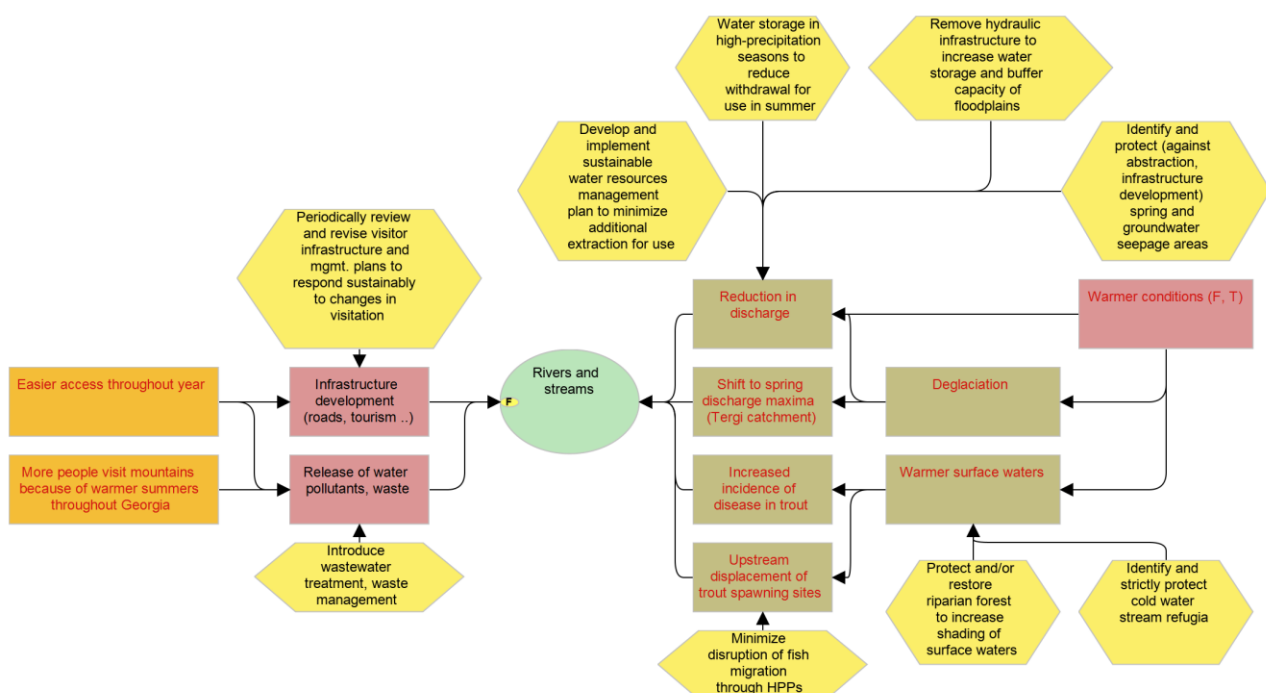 Water storage in
high-precipitation
seasons to
reduce
withdrawal for
use in summer
Remove hydraulic
infrastructure to
increase water
storage and buffer
capacity of
floodplains
Develop and
implement
sustainable
water resources
management
plan to minimize
additional
extraction for use
Identify and
protect (against
abstraction,
infrastructure
development)
spring and
groundwater
seepage areas
Periodically review
and revise visitor
infrastructure and
mgmt. plans to
respond sustainably
to changes in
visitation
Reduction in
discharge
Warmer conditions (F, T)
Easier access throughout year
Infrastructure
development
(roads, tourism ..)
Rivers and
streams
F
Shift to spring
discharge maxima
(Tergi catchment)
Deglaciation
More people visit mountains
because of warmer summers
throughout Georgia
Release of water
pollutants, waste
Increased
incidence of
disease in trout
Warmer surface waters
Introduce
wastewater
treatment, waste
management
Upstream
displacement of
trout spawning sites
Protect and/or
restore
riparian forest
to increase
shading of
surface waters
Identify and
strictly protect
cold water
stream refugia
Minimize
disruption of fish
migration
through HPPs